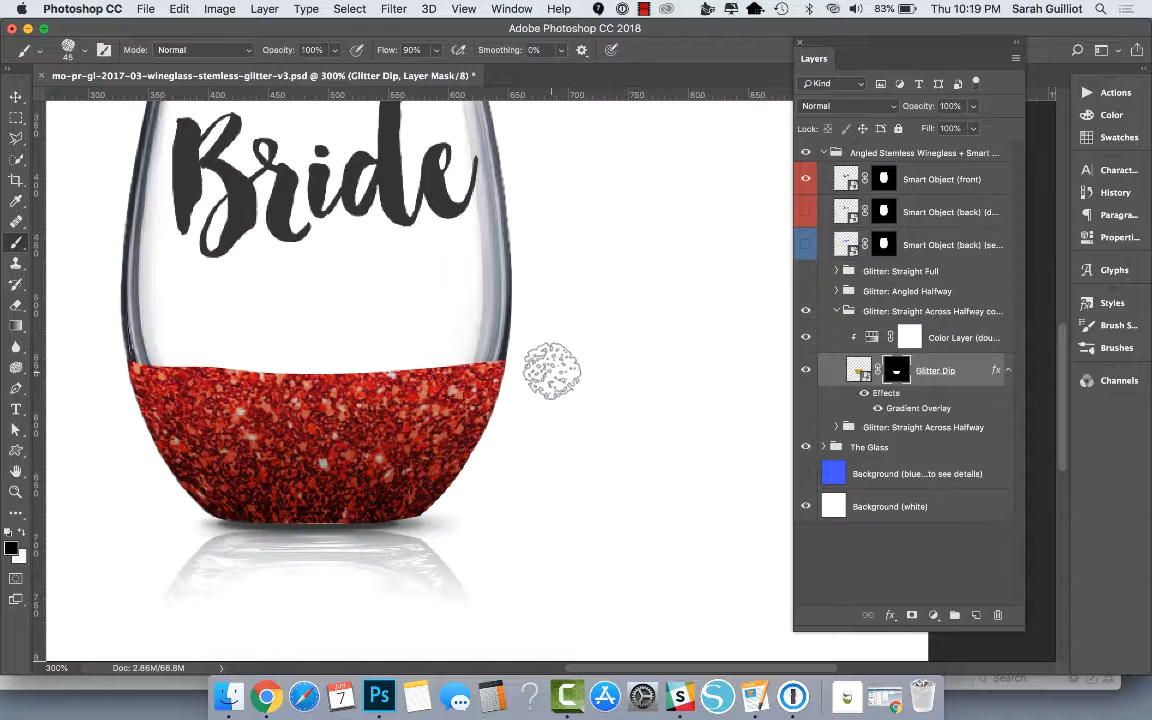 Photoshop CC File Edit Image Layer Type Select Filter 3D View Window Help 83% Thu 10:19 PM Sarah Guilliot
Adobe Photoshop CC 2018
45 Mode: Normal Opacity: 100% Flow: 90% Smoothing: 0%
mo-pr-gl-2017-03-wineglass-stemless-glitter-v3.psd @ 300% (Glitter Dip, Layer Mask/8) *
300 350 400 450 500 550 600 650 700 750 800 850
Bride
Layers
Kind
Normal Opacity: 100%
Lock: Fill: 100%
Angled Stemless Wineglass + Smart ...
Smart Object (front)
Smart Object (back) (d...
Smart Object (back) (se...
Glitter: Straight Full
Glitter: Angled Halfway
Glitter: Straight Across Halfway co...
Color Layer (dou...
Glitter Dip fx
Effects
Gradient Overlay
Glitter: Straight Across Halfway
The Glass
Background (blue...to see details)
Background (white)
fx
Actions
Color
Swatches
Charact...
History
Paragra...
Properti...
Glyphs
Styles
Brush S...
Brushes
Channels
300% Doc: 2.86M/66.8M
Search
JUN
7
Ps